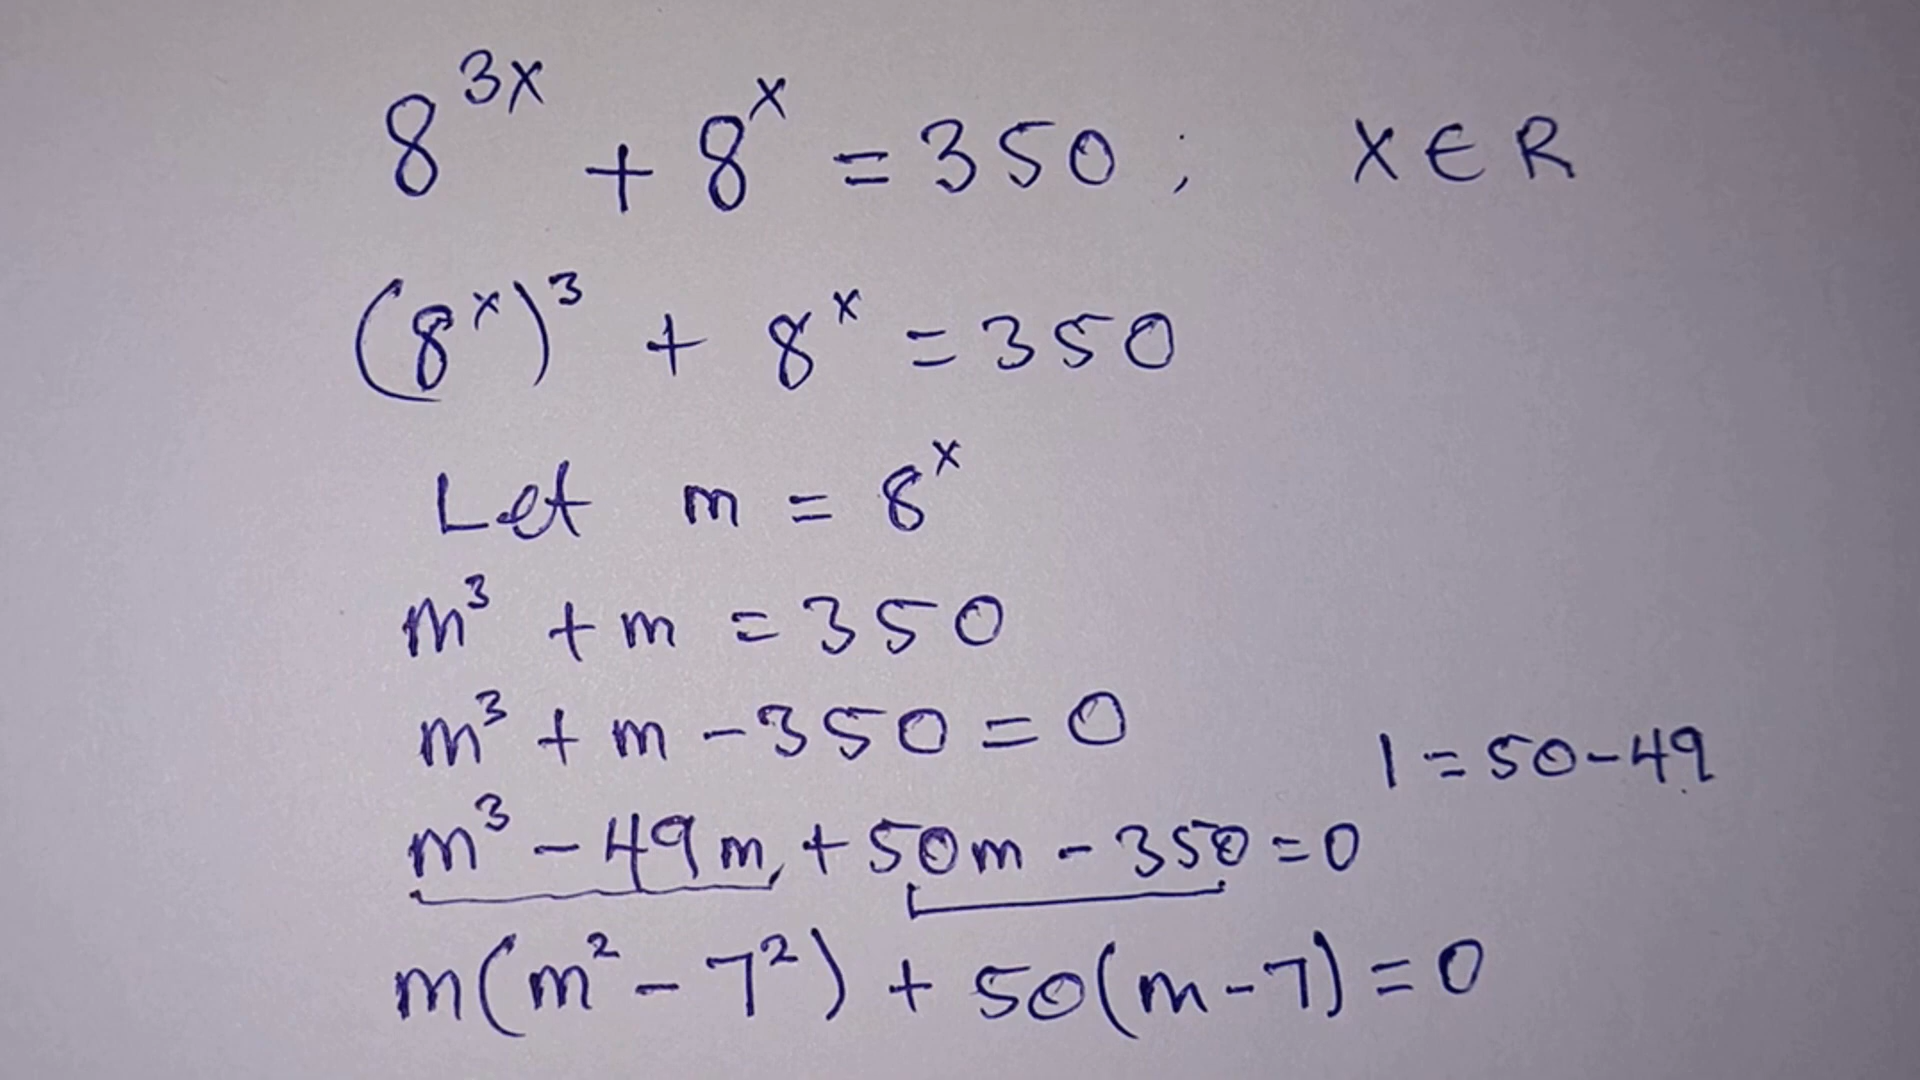 8^{3x} + 8^x = 350 ; x ∈ R
(8^x)^3 + 8^x = 350
Let m = 8^x
m^3 + m = 350
m^3 + m - 350 = 0
1 = 50 - 49
m^3 - 49m + 50m - 350 = 0
m(m^2 - 7^2) + 50(m - 7) = 0